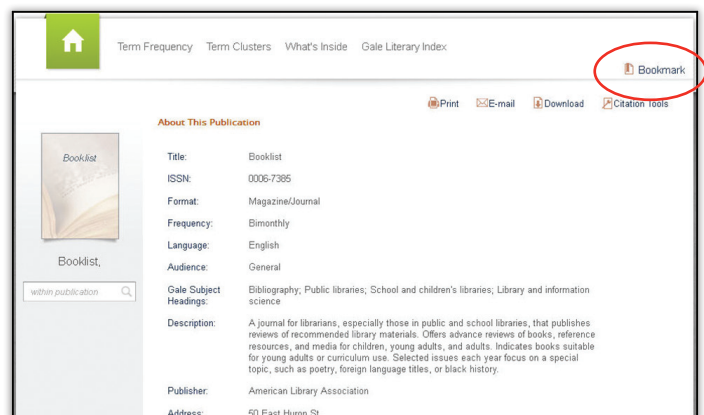 Term Frequency Term Clusters What's Inside Gale Literary Index
Bookmark
Print E-mail Download Citation Tools
About This Publication
Booklist
Booklist,
within publication
Title: Booklist
ISSN: 0006-7385
Format: Magazine/Journal
Frequency: Bimonthly
Language: English
Audience: General
Gale Subject Bibliography; Public libraries; School and children's libraries; Library and information
Headings: science
Description: A journal for librarians, especially those in public and school libraries, that publishes
reviews of recommended library materials. Offers advance reviews of books, reference
resources, and media for children, young adults, and adults. Indicates books suitable
for young adults or curriculum use. Selected issues each year focus on a special
topic, such as poetry, foreign language titles, or black history.
Publisher: American Library Association
Address: 50 East Huron St